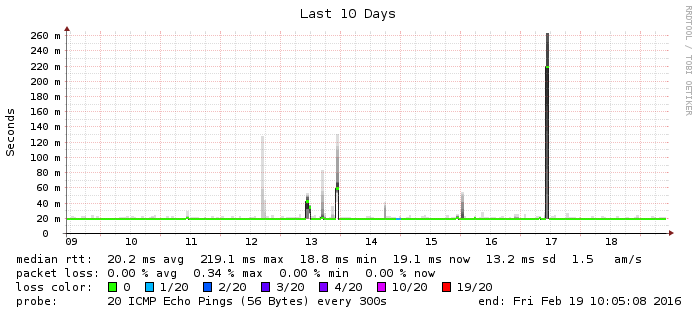 Last 10 Days
RRDTOOL / TOBI OETIKER
Seconds
260 m
240 m
220 m
200 m
180 m
160 m
140 m
120 m
100 m
80 m
60 m
40 m
20 m
0
09 10 11 12 13 14 15 16 17 18
median rtt: 20.2 ms avg 219.1 ms max 18.8 ms min 19.1 ms now 13.2 ms sd 1.5 am/s
packet loss: 0.00 % avg 0.34 % max 0.00 % min 0.00 % now
loss color: 0 1/20 2/20 3/20 4/20 10/20 19/20
probe: 20 ICMP Echo Pings (56 Bytes) every 300s end: Fri Feb 19 10:05:08 2016